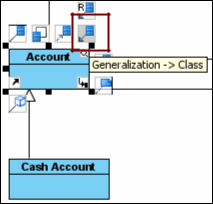 R
Account
Generalization -> Class
Cash Account